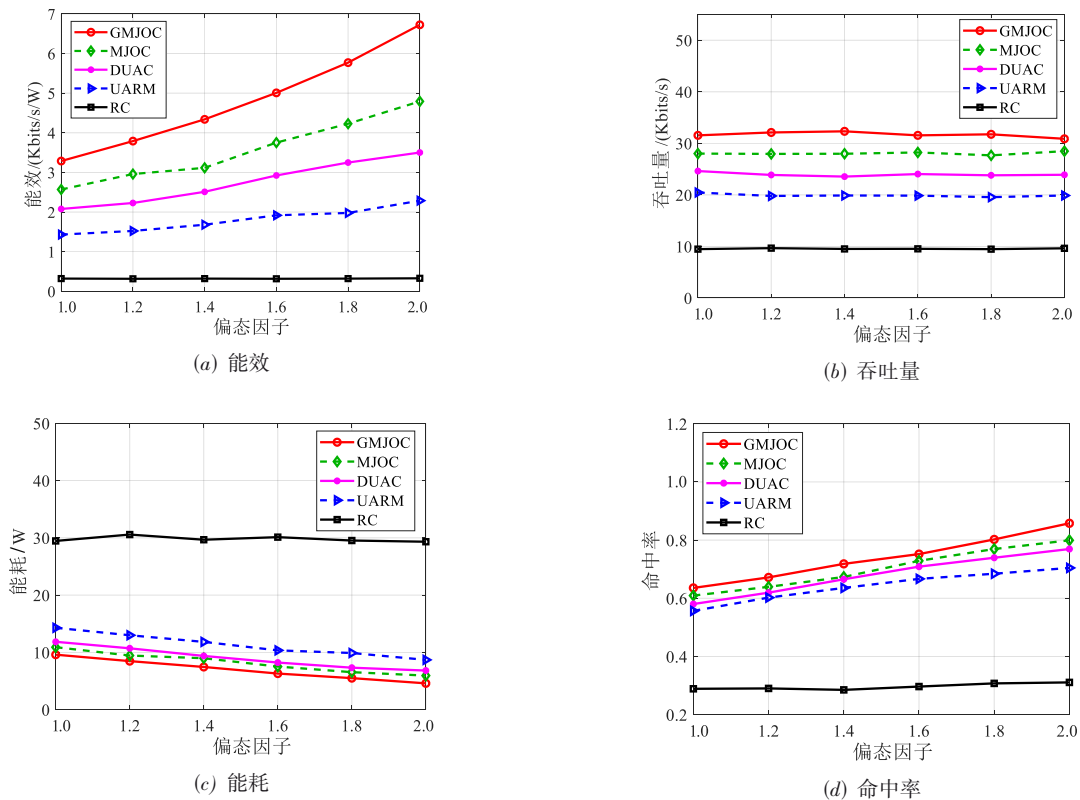 7
6
5
4
3
2
1
0
能效/(Kbits/s/W)
GMJOC
MJOC
DUAC
UARM
RC
1.0 1.2 1.4 1.6 1.8 2.0
偏态因子
(a) 能效
50
40
30
20
10
0
吞吐量/(Kbits/s)
GMJOC
MJOC
DUAC
UARM
RC
1.0 1.2 1.4 1.6 1.8 2.0
偏态因子
(b) 吞吐量
50
40
30
20
10
0
能耗/W
GMJOC
MJOC
DUAC
UARM
RC
1.0 1.2 1.4 1.6 1.8 2.0
偏态因子
(c) 能耗
1.2
1.0
0.8
0.6
0.4
0.2
命中率
GMJOC
MJOC
DUAC
UARM
RC
1.0 1.2 1.4 1.6 1.8 2.0
偏态因子
(d) 命中率